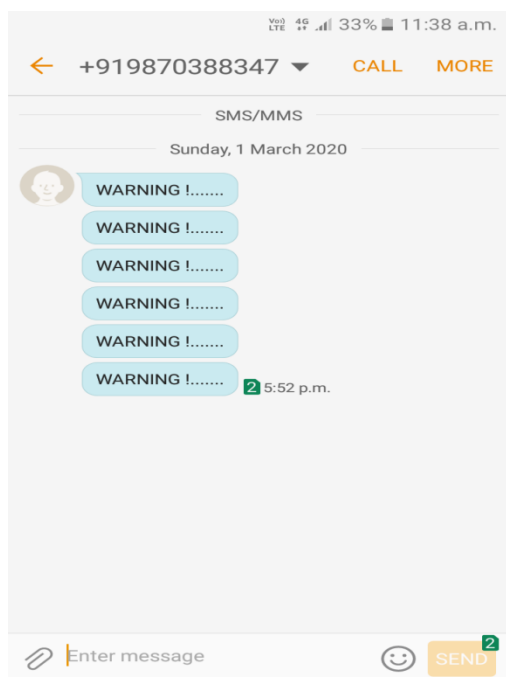 VoI) LTE 4G 33% 11:38 a.m.
+919870388347 CALL MORE
SMS/MMS
Sunday, 1 March 2020
WARNING !.......
WARNING !.......
WARNING !.......
WARNING !.......
WARNING !.......
WARNING !.......
2 5:52 p.m.
Enter message SEND 2